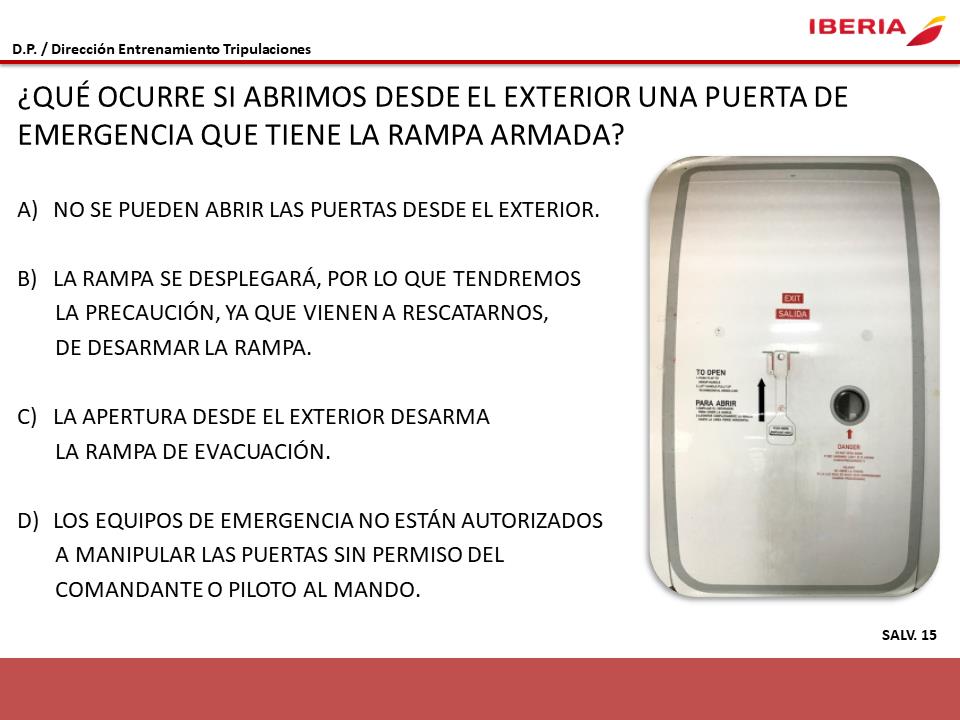 IBERIA
D.P. / Dirección Entrenamiento Tripulaciones
¿QUÉ OCURRE SI ABRIMOS DESDE EL EXTERIOR UNA PUERTA DE
EMERGENCIA QUE TIENE LA RAMPA ARMADA?
A) NO SE PUEDEN ABRIR LAS PUERTAS DESDE EL EXTERIOR.
B) LA RAMPA SE DESPLEGARÁ, POR LO QUE TENDREMOS
LA PRECAUCIÓN, YA QUE VIENEN A RESCATARNOS,
DE DESARMAR LA RAMPA.
C) LA APERTURA DESDE EL EXTERIOR DESARMA
LA RAMPA DE EVACUACIÓN.
D) LOS EQUIPOS DE EMERGENCIA NO ESTÁN AUTORIZADOS
A MANIPULAR LAS PUERTAS SIN PERMISO DEL
COMANDANTE O PILOTO AL MANDO.
EXIT
SALIDA
TO OPEN
PARA ABRIR
DANGER
SALV. 15